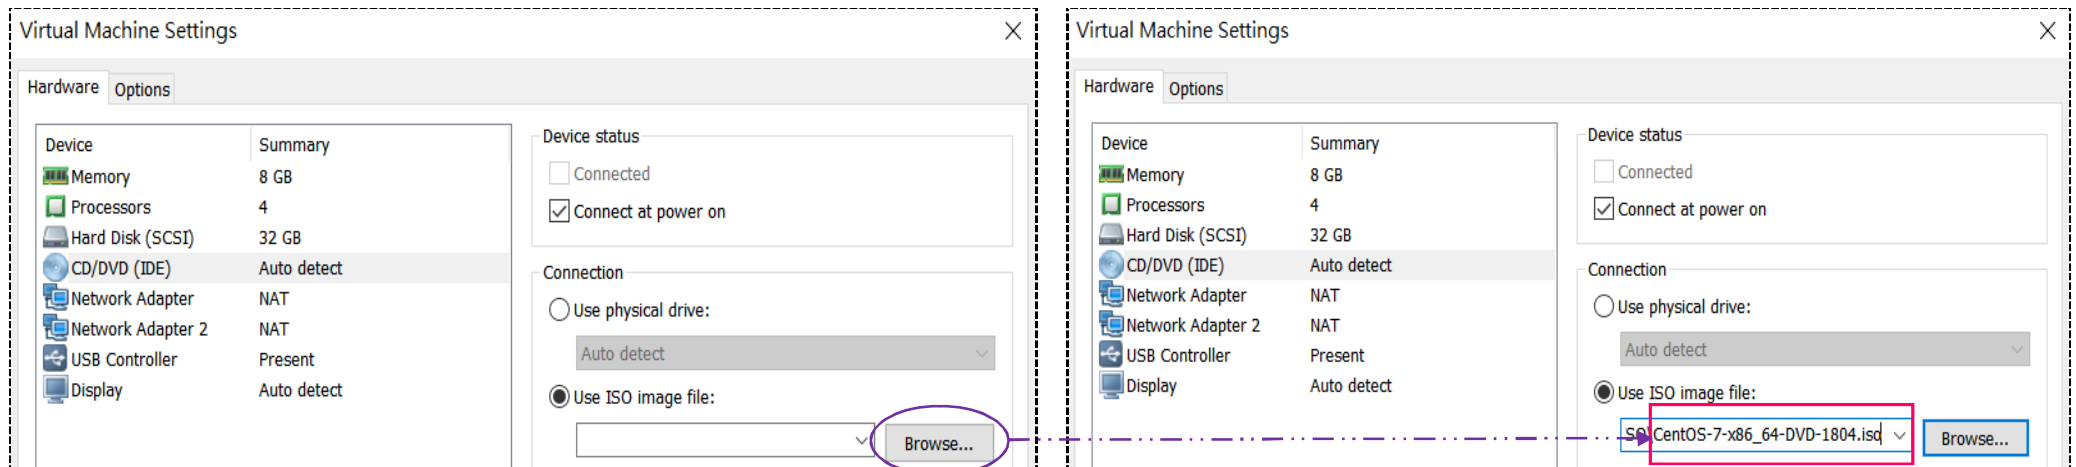 Virtual Machine Settings
Hardware
Options
Device Summary
Memory 8 GB
Processors 4
Hard Disk (SCSI) 32 GB
CD/DVD (IDE) Auto detect
Network Adapter NAT
Network Adapter 2 NAT
USB Controller Present
Display Auto detect
Device status
Connected
Connect at power on
Connection
Use physical drive:
Auto detect
Use ISO image file:
Browse...
Virtual Machine Settings
Hardware
Options
Device Summary
Memory 8 GB
Processors 4
Hard Disk (SCSI) 32 GB
CD/DVD (IDE) Auto detect
Network Adapter NAT
Network Adapter 2 NAT
USB Controller Present
Display Auto detect
Device status
Connected
Connect at power on
Connection
Use physical drive:
Auto detect
Use ISO image file:
CentOS-7-x86_64-DVD-1804.iso
Browse...